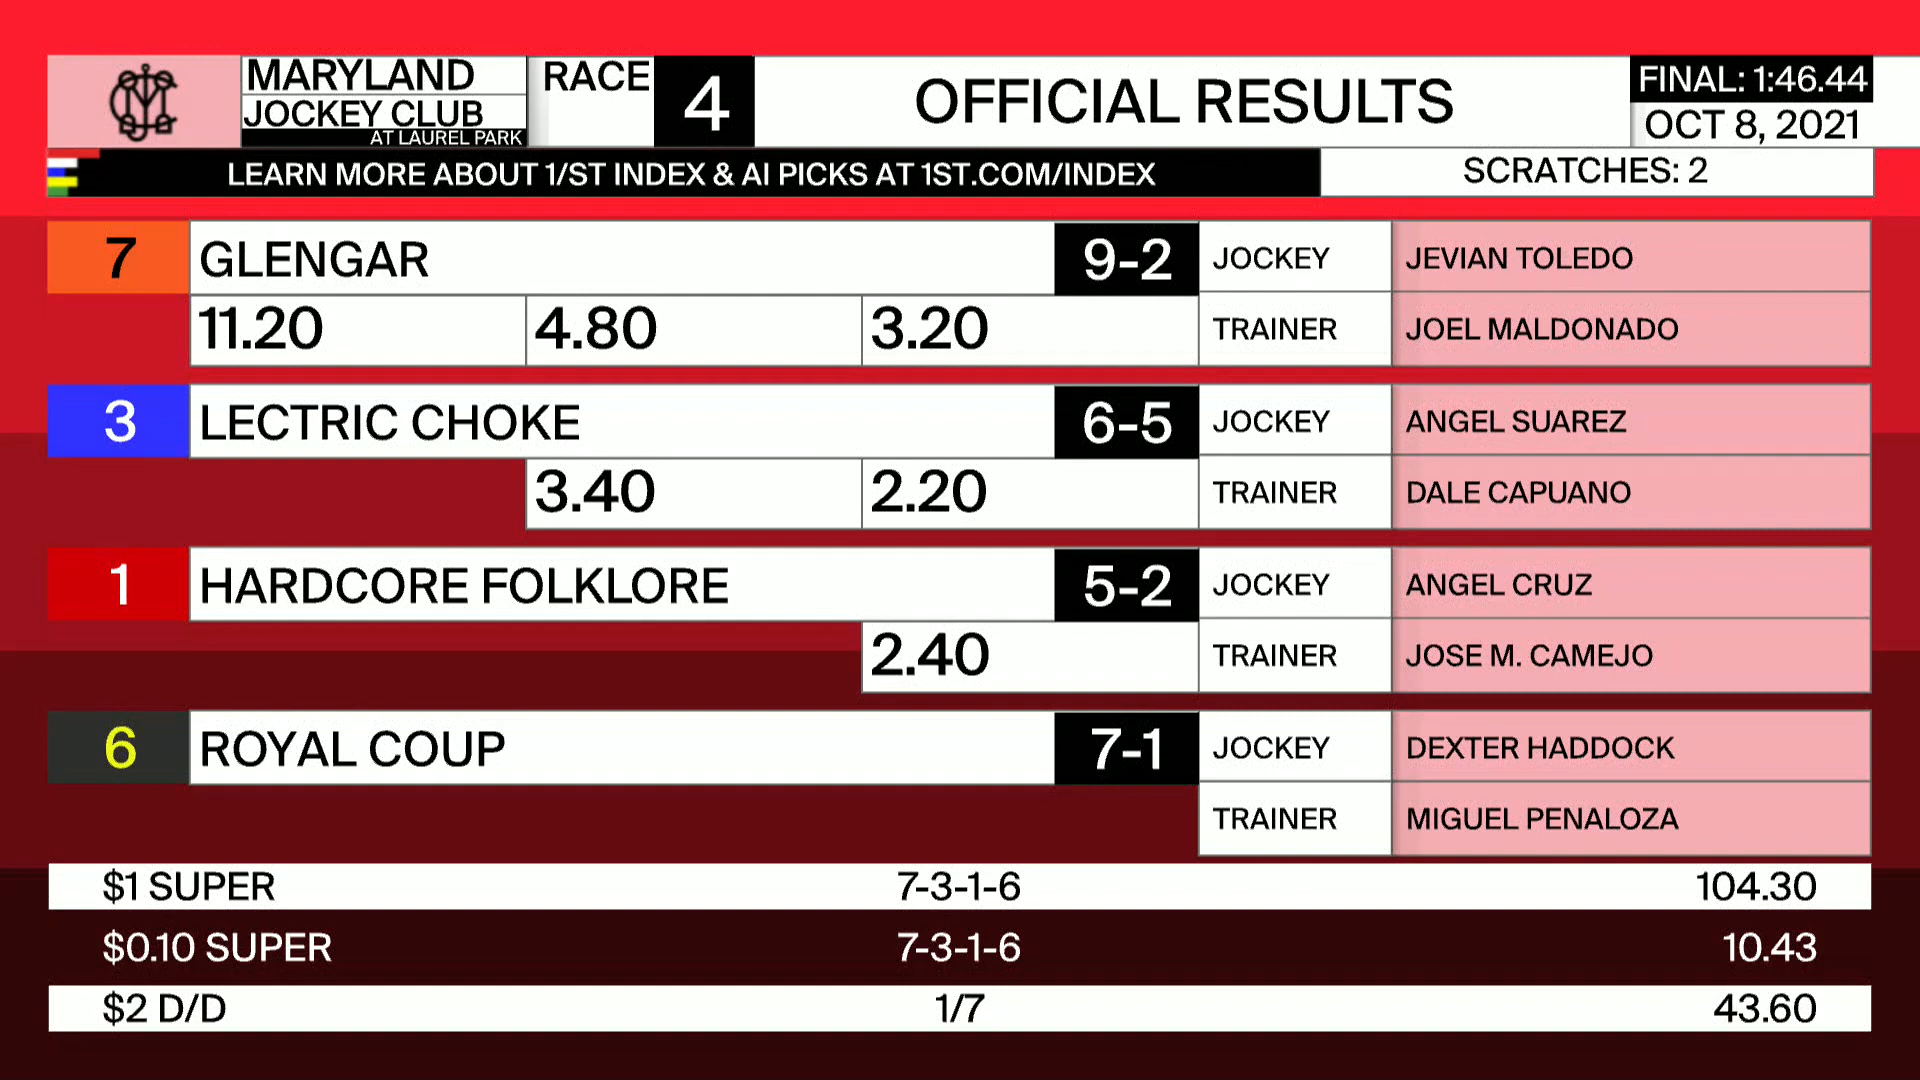 MARYLAND
JOCKEY CLUB
AT LAUREL PARK
RACE 4
OFFICIAL RESULTS
FINAL: 1:46.44
OCT 8, 2021
LEARN MORE ABOUT 1/ST INDEX & AI PICKS AT 1ST.COM/INDEX
SCRATCHES: 2
7 GLENGAR 9-2 JOCKEY JEVIAN TOLEDO
11.20 4.80 3.20 TRAINER JOEL MALDONADO
3 LECTRIC CHOKE 6-5 JOCKEY ANGEL SUAREZ
3.40 2.20 TRAINER DALE CAPUANO
1 HARDCORE FOLKLORE 5-2 JOCKEY ANGEL CRUZ
2.40 TRAINER JOSE M. CAMEJO
6 ROYAL COUP 7-1 JOCKEY DEXTER HADDOCK
TRAINER MIGUEL PENALOZA
$1 SUPER 7-3-1-6 104.30
$0.10 SUPER 7-3-1-6 10.43
$2 D/D 1/7 43.60